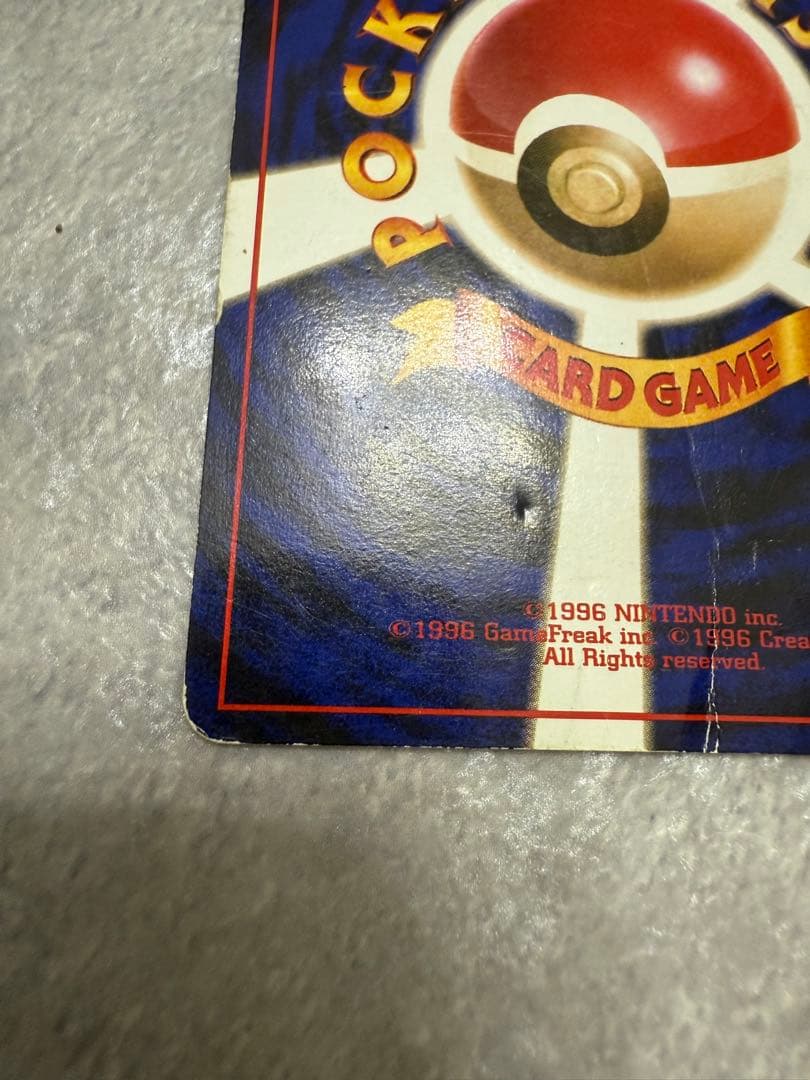 POCK
CARD GAME
©1996 NINTENDO inc.
©1996 GameFreak inc. ©1996 Crea
All Rights reserved.